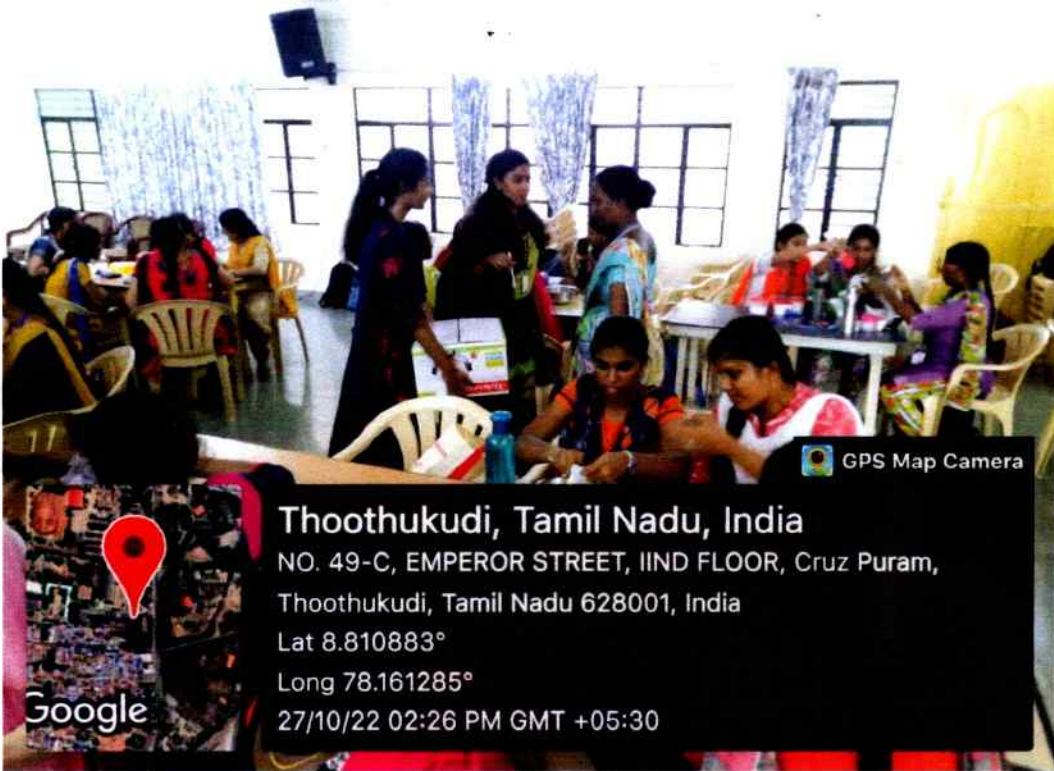 GPS Map Camera
Thoothukudi, Tamil Nadu, India
NO. 49-C, EMPEROR STREET, IIND FLOOR, Cruz Puram,
Thoothukudi, Tamil Nadu 628001, India
Lat 8.810883°
Long 78.161285°
27/10/22 02:26 PM GMT +05:30
Google